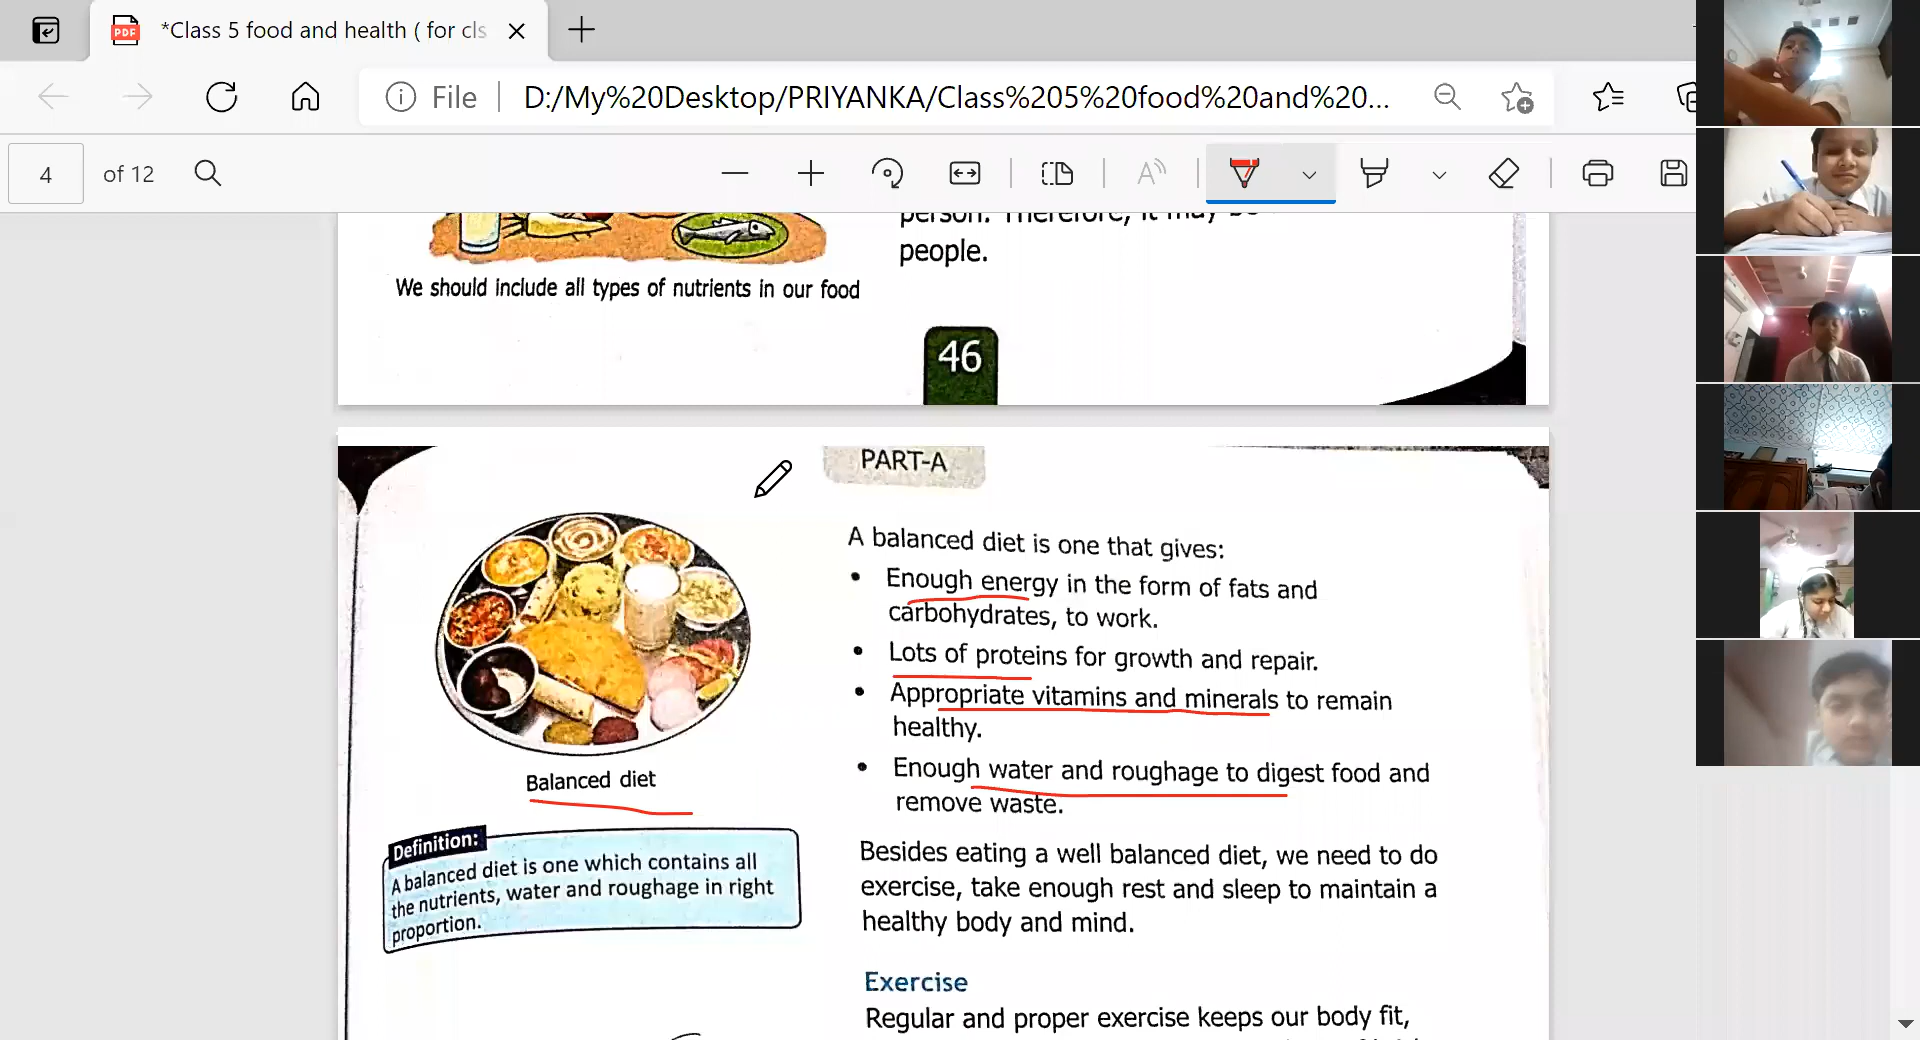 *Class 5 food and health ( for cls
File
D:/My%20Desktop/PRIYANKA/Class%205%20food%20and%20...
4 of 12
person. Therefore, it may be
people.
We should include all types of nutrients in our food
46
PART-A
A balanced diet is one that gives:
• Enough energy in the form of fats and
carbohydrates, to work.
• Lots of proteins for growth and repair.
• Appropriate vitamins and minerals to remain
healthy.
• Enough water and roughage to digest food and
remove waste.
Balanced diet
Definition:
A balanced diet is one which contains all
the nutrients, water and roughage in right
proportion.
Besides eating a well balanced diet, we need to do
exercise, take enough rest and sleep to maintain a
healthy body and mind.
Exercise
Regular and proper exercise keeps our body fit,